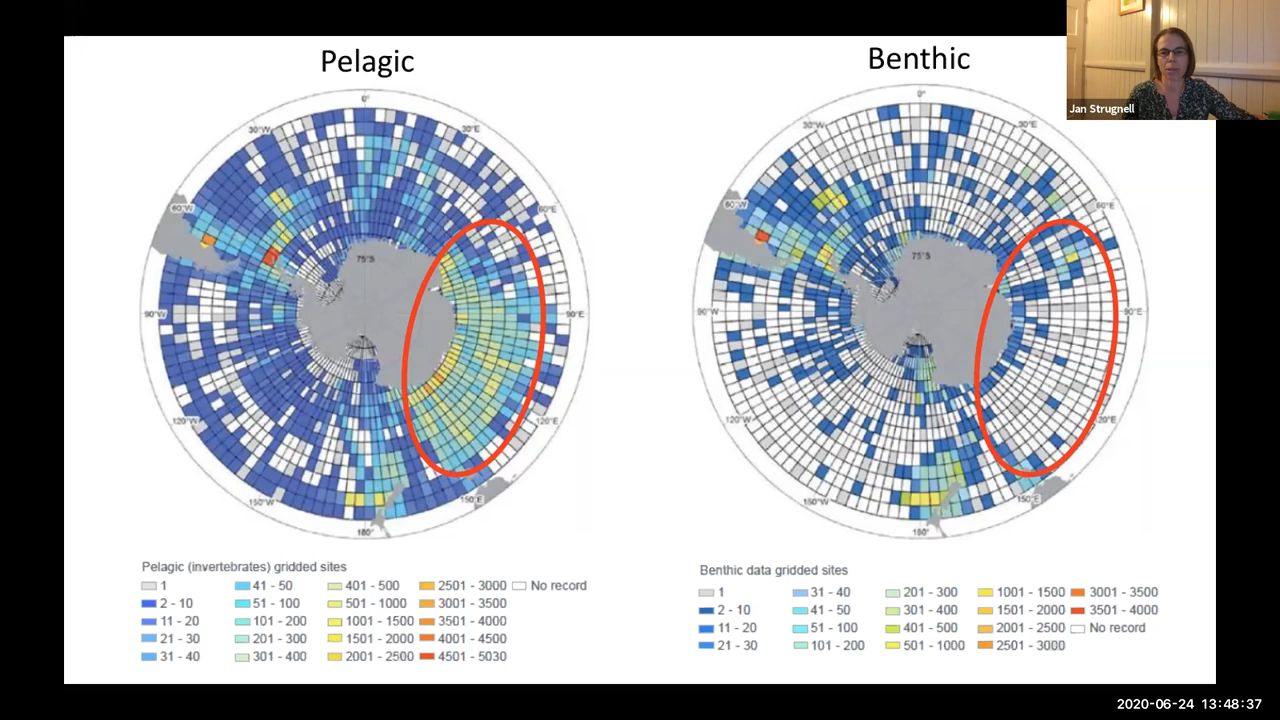 Pelagic
Benthic
Jan Strugnell
0°
30°W
30°E
60°W
60°E
75°S
90°W
90°E
120°W
120°E
150°W
150°E
180°
0°
30°W
30°E
60°W
60°E
75°S
90°W
90°E
120°W
120°E
150°W
150°E
180°
Pelagic (invertebrates) gridded sites
1
2 - 10
11 - 20
21 - 30
31 - 40
41 - 50
51 - 100
101 - 200
201 - 300
301 - 400
401 - 500
501 - 1000
1001 - 1500
1501 - 2000
2001 - 2500
2501 - 3000
3001 - 3500
3501 - 4000
4001 - 4500
4501 - 5030
No record
Benthic data gridded sites
1
2 - 10
11 - 20
21 - 30
31 - 40
41 - 50
51 - 100
101 - 200
201 - 300
301 - 400
401 - 500
501 - 1000
1001 - 1500
1501 - 2000
2001 - 2500
2501 - 3000
3001 - 3500
3501 - 4000
No record
2020-06-24 13:48:37